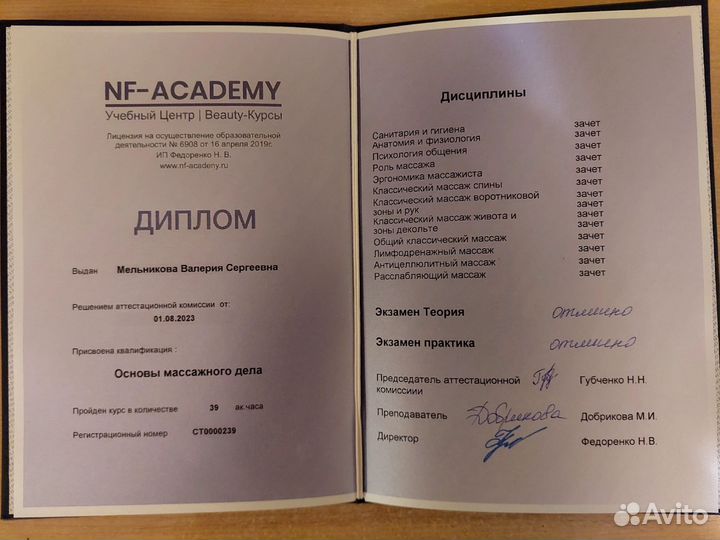 NF-ACADEMY
Учебный Центр | Beauty-Курсы
Лицензия на осуществление образовательной
деятельности № 6908 от 16 апреля 2019г.
ИП Федоренко Н. В.
www.nf-academy.ru
ДИПЛОМ
Выдан Мельникова Валерия Сергеевна
Решением аттестационной комиссии от:
01.08.2023
Присвоена квалификация :
Основы массажного дела
Пройден курс в количестве 39 ак.часа
Регистрационный номер СТ0000239
Дисциплины
Санитария и гигиена зачет
Анатомия и физиология зачет
Психология общения зачет
Роль массажа зачет
Эргономика массажиста зачет
Классический массаж спины зачет
Классический массаж воротниковой зачет
зоны и рук зачет
Классический массаж живота и зачет
зоны декольте зачет
Общий классический массаж зачет
Лимфодренажный массаж зачет
Антицеллюлитный массаж зачет
Расслабляющий массаж зачет
Экзамен Теория отлично
Экзамен практика отлично
Председатель аттестационной Губченко Н.Н.
комиссиии
Преподаватель Добрикова Добрикова М.И.
Директор Федоренко Н.В.
Avito